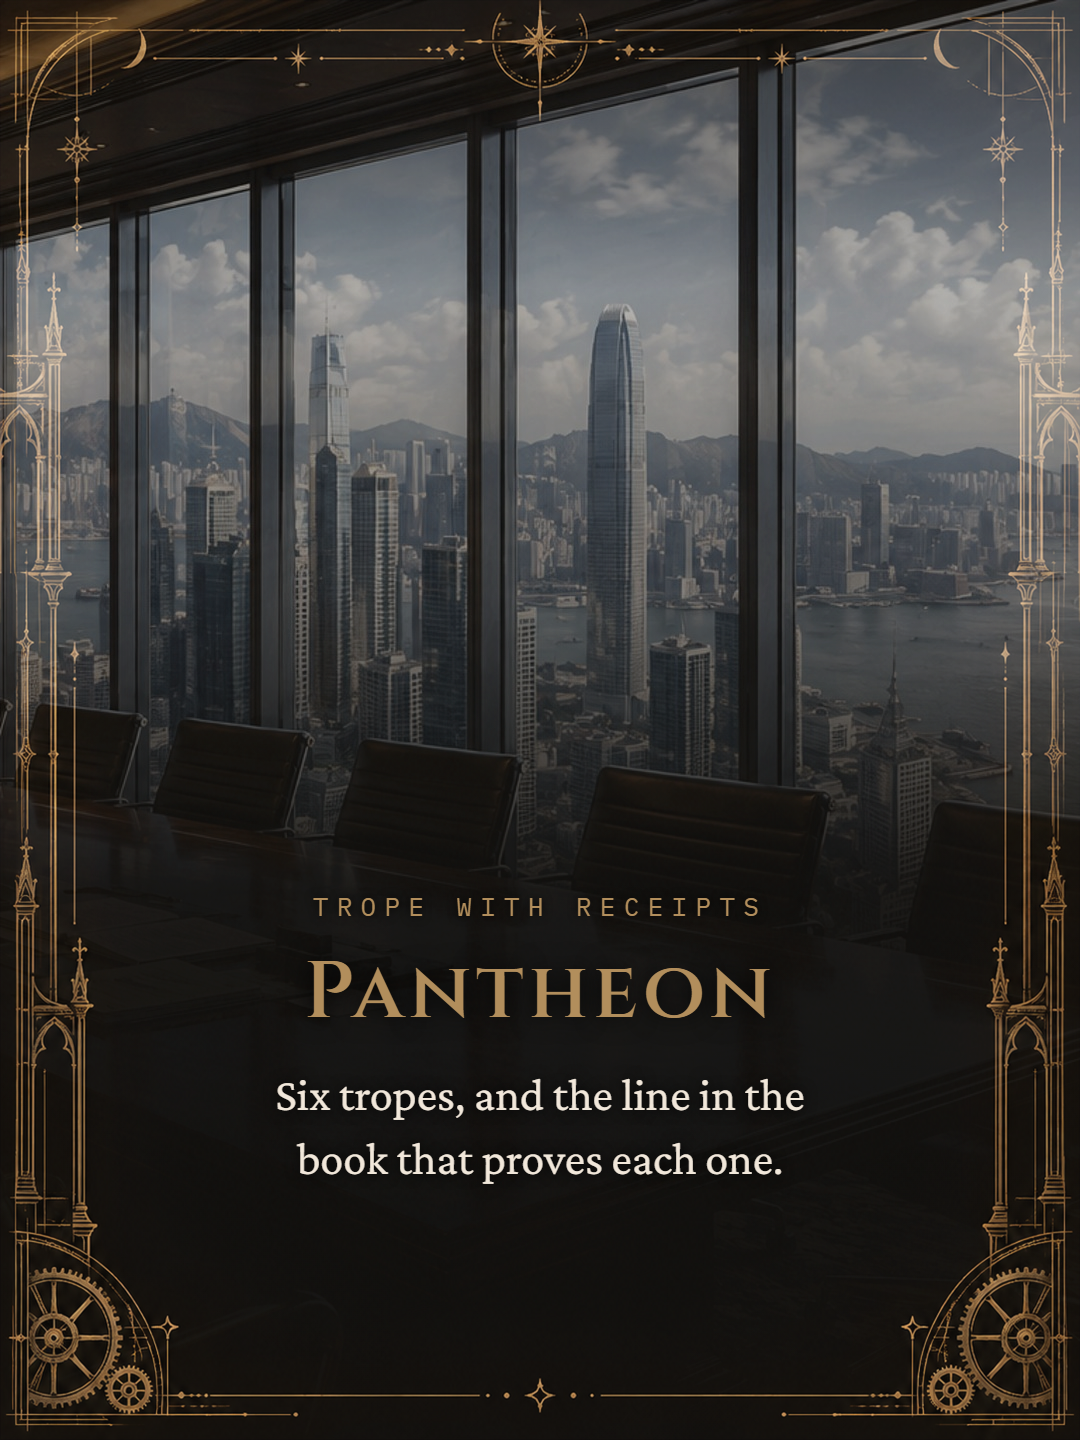 TROPE WITH RECEIPTS
PANTHEON
Six tropes, and the line in the
book that proves each one.